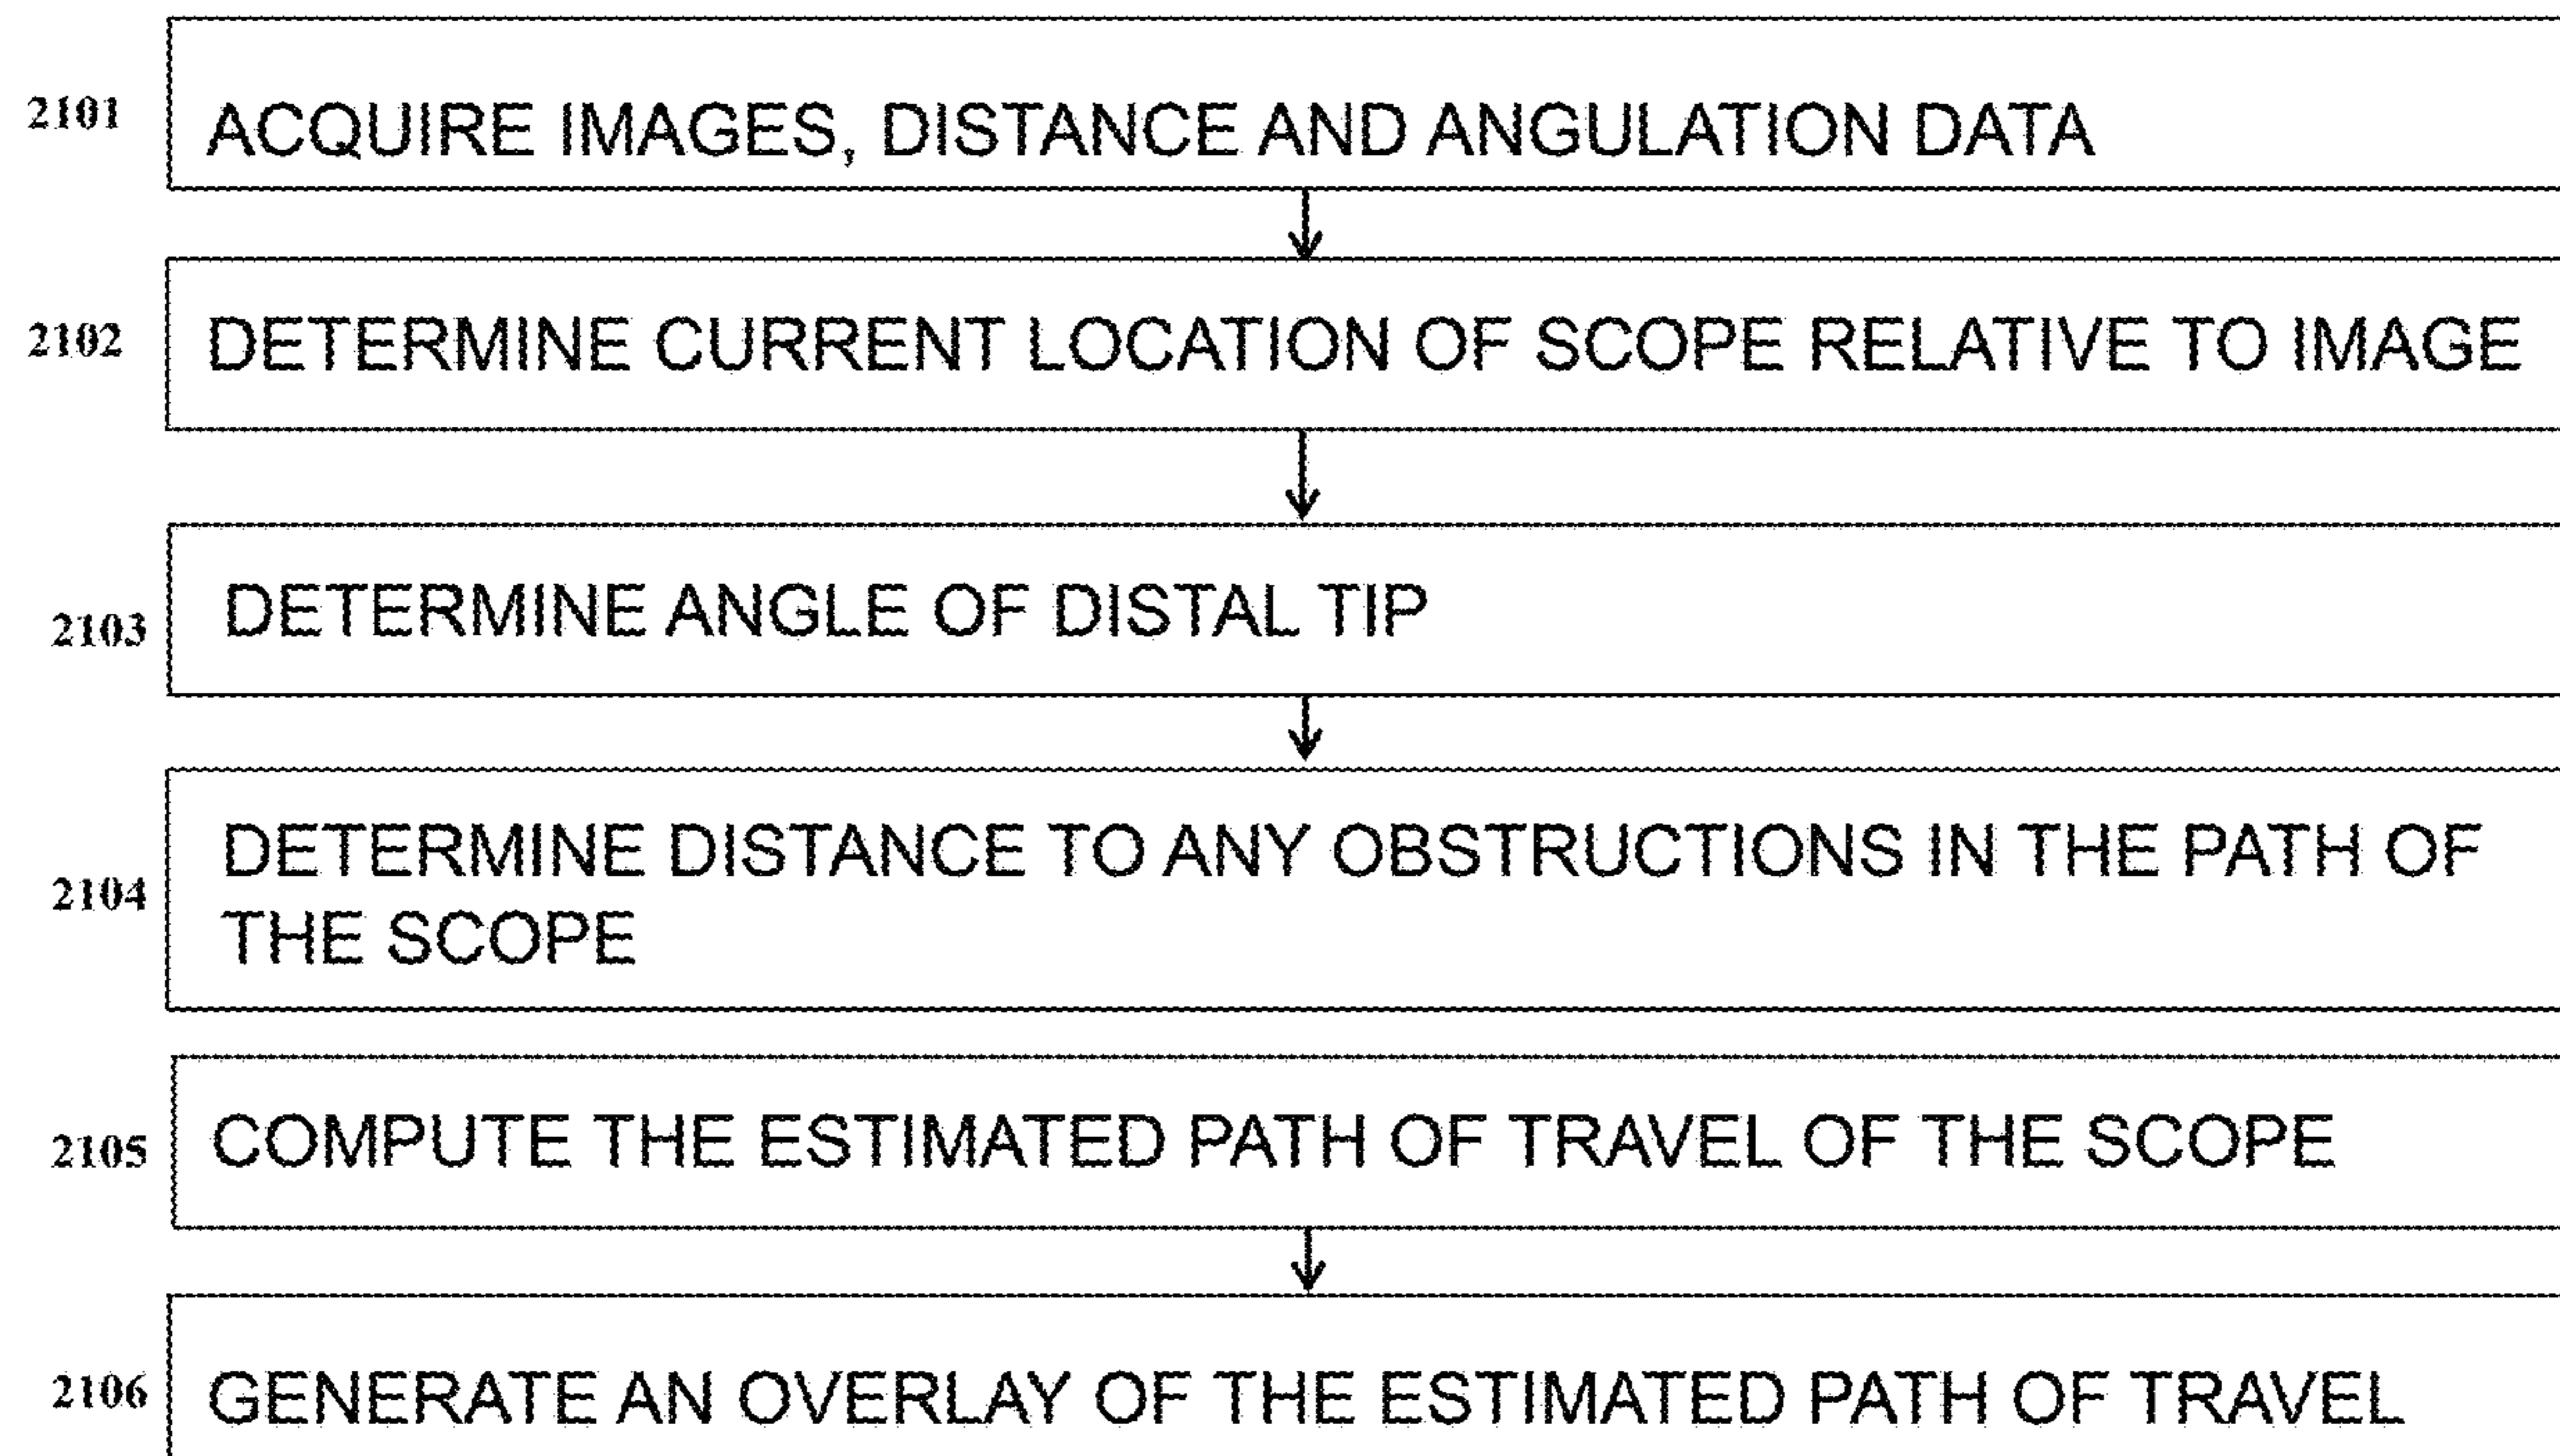 2101 ACQUIRE IMAGES, DISTANCE AND ANGULATION DATA
2102 DETERMINE CURRENT LOCATION OF SCOPE RELATIVE TO IMAGE
2103 DETERMINE ANGLE OF DISTAL TIP
2104 DETERMINE DISTANCE TO ANY OBSTRUCTIONS IN THE PATH OF
THE SCOPE
2105 COMPUTE THE ESTIMATED PATH OF TRAVEL OF THE SCOPE
2106 GENERATE AN OVERLAY OF THE ESTIMATED PATH OF TRAVEL